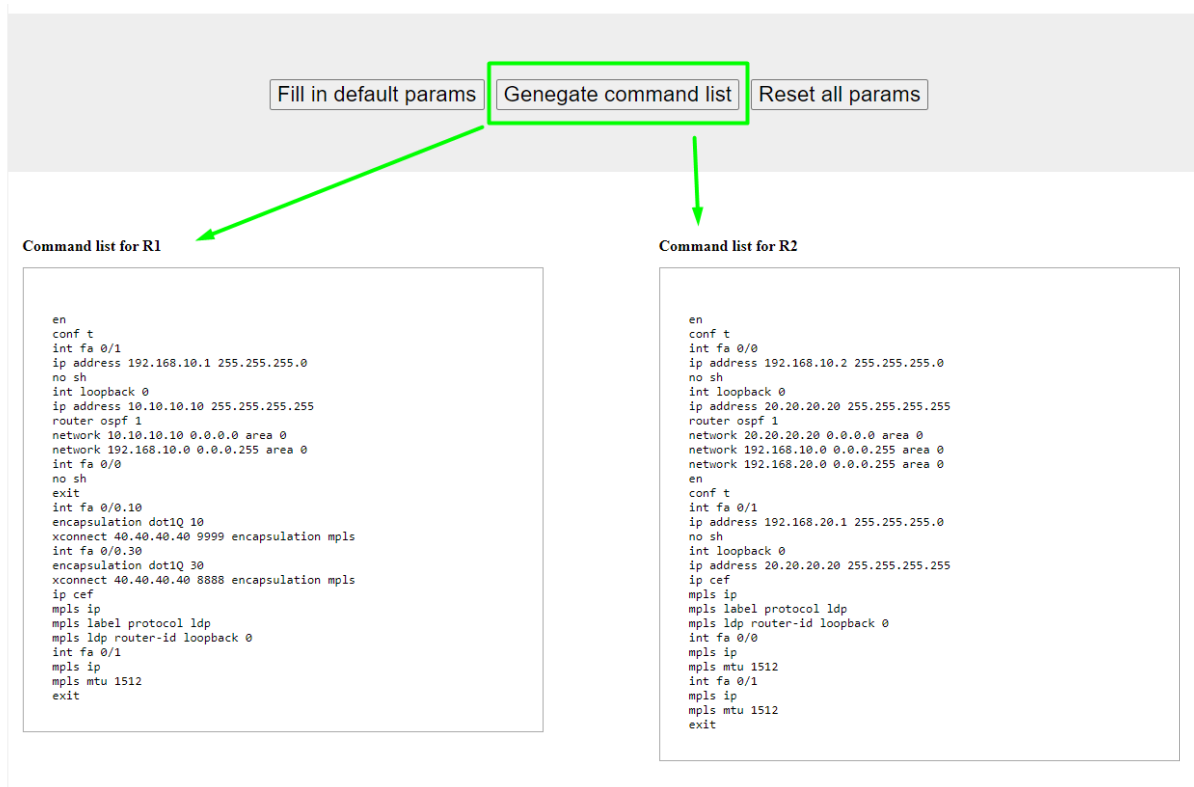 Fill in default params
Genegate command list
Reset all params
Command list for R1
en
conf t
int fa 0/1
ip address 192.168.10.1 255.255.255.0
no sh
int loopback 0
ip address 10.10.10.10 255.255.255.255
router ospf 1
network 10.10.10.10 0.0.0.0 area 0
network 192.168.10.0 0.0.0.255 area 0
int fa 0/0
no sh
exit
int fa 0/0.10
encapsulation dot1Q 10
xconnect 40.40.40.40 9999 encapsulation mpls
int fa 0/0.30
encapsulation dot1Q 30
xconnect 40.40.40.40 8888 encapsulation mpls
ip cef
mpls ip
mpls label protocol ldp
mpls ldp router-id loopback 0
int fa 0/1
mpls ip
mpls mtu 1512
exit
Command list for R2
en
conf t
int fa 0/0
ip address 192.168.10.2 255.255.255.0
no sh
int loopback 0
ip address 20.20.20.20 255.255.255.255
router ospf 1
network 20.20.20.20 0.0.0.0 area 0
network 192.168.10.0 0.0.0.255 area 0
network 192.168.20.0 0.0.0.255 area 0
en
conf t
int fa 0/1
ip address 192.168.20.1 255.255.255.0
no sh
int loopback 0
ip address 20.20.20.20 255.255.255.255
ip cef
mpls ip
mpls label protocol ldp
mpls ldp router-id loopback 0
int fa 0/0
mpls ip
mpls mtu 1512
int fa 0/1
mpls ip
mpls mtu 1512
exit